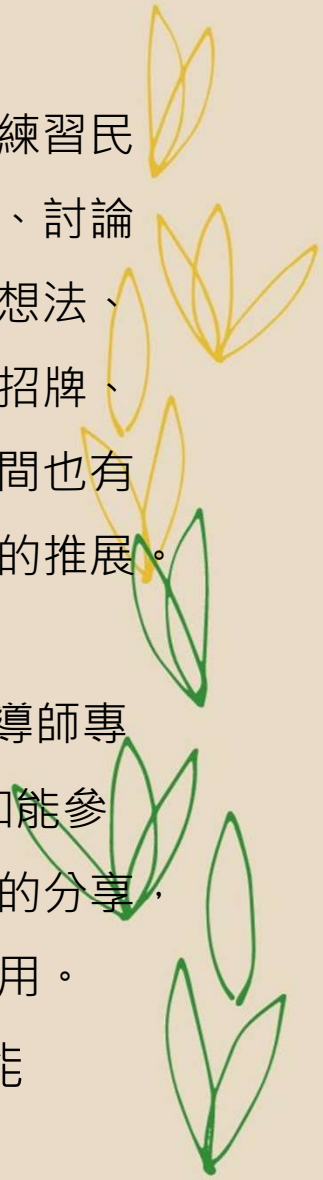 練習民
、討論
想法、
招牌、
間也有
的推展。
導師專
能參
的分享，
用。
能